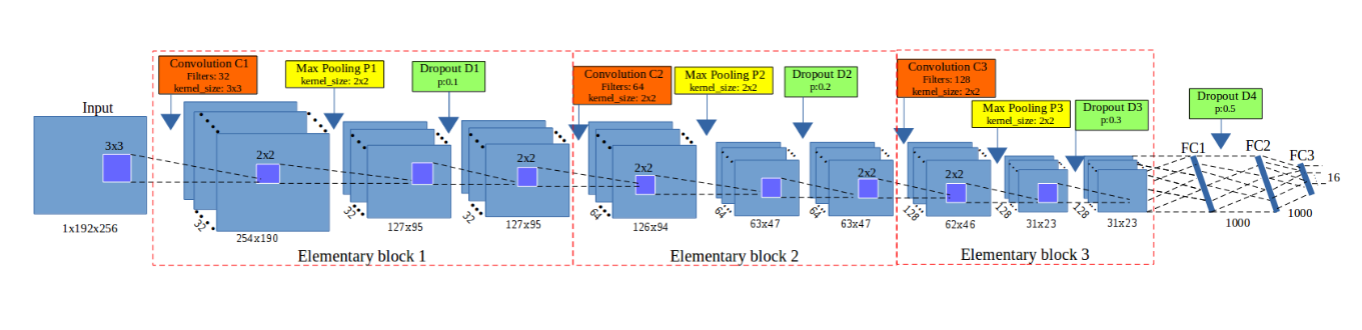 Convolution C1
Filters: 32
kernel_size: 3x3
Max Pooling P1
kernel_size: 2x2
Dropout D1
p:0.1
Convolution C2
Filters: 64
kernel_size: 2x2
Max Pooling P2
kernel_size: 2x2
Dropout D2
p:0.2
Convolution C3
Filters: 128
kernel_size: 2x2
Max Pooling P3
kernel_size: 2x2
Dropout D3
p:0.3
Dropout D4
p:0.5
Input
3x3
2x2
2x2
2x2
2x2
2x2
FC1
FC2
FC3
16
32
32
32
64
64
64
128
128
128
1x192x256
254x190
127x95
127x95
126x94
63x47
63x47
62x46
31x23
31x23
1000
1000
Elementary block 1
Elementary block 2
Elementary block 3